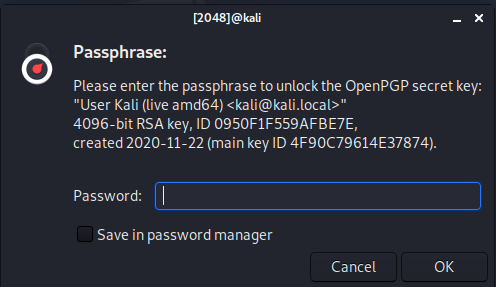 [2048]@kali
Passphrase:
Please enter the passphrase to unlock the OpenPGP secret key:
"User Kali (live amd64) <kali@kali.local>"
4096-bit RSA key, ID 0950F1F559AFBE7E,
created 2020-11-22 (main key ID 4F90C79614E37874).
Password:
Save in password manager
Cancel
OK